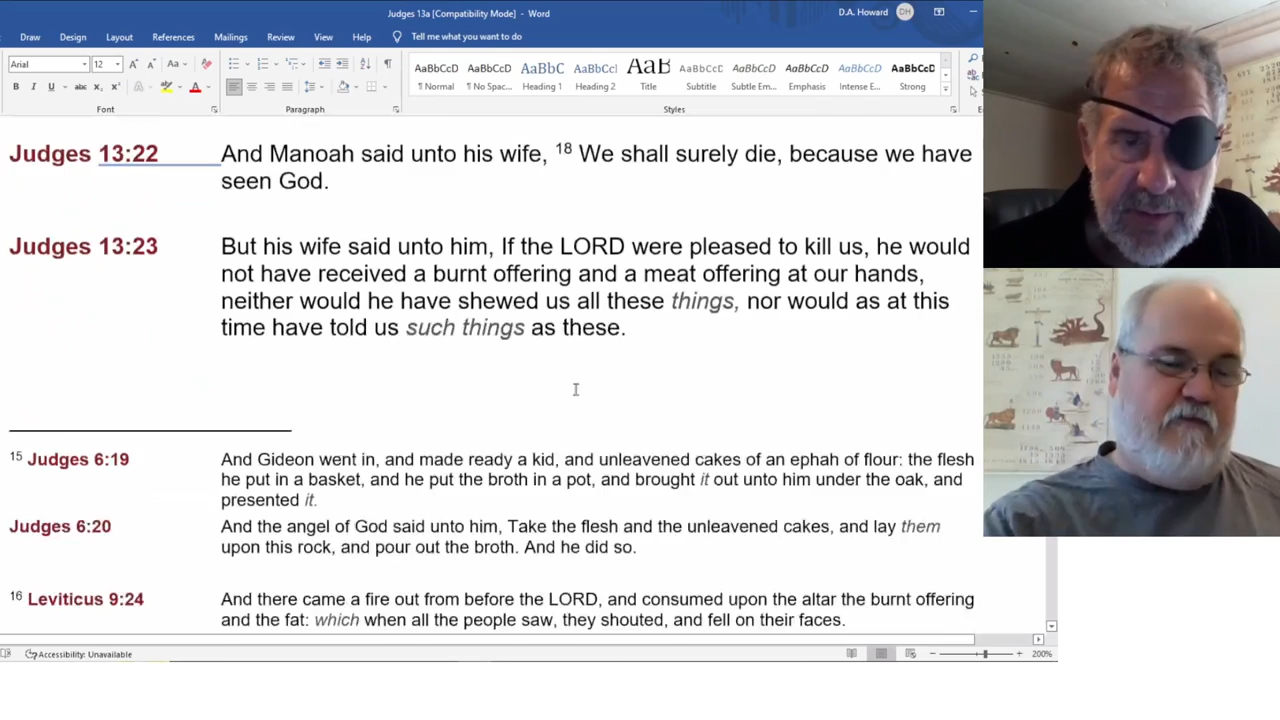 Judges 13a [Compatibility Mode] - Word
D.A. Howard DH
Draw Design Layout References Mailings Review View Help Tell me what you want to do
Arial 12 A A Aa
AaBbCcD AaBbCcD AaBbC AaBbCcI AaB AaBbCcD AaBbCcD AaBbCcD AaBbCcD AaBbCcD
B I U abc x₂ x² A A
¶ Normal ¶ No Spac... Heading 1 Heading 2 Title Subtitle Subtle Em... Emphasis Intense E... Strong
Font Paragraph Styles
Judges 13:22 And Manoah said unto his wife, 18 We shall surely die, because we have
seen God.
Judges 13:23 But his wife said unto him, If the LORD were pleased to kill us, he would
not have received a burnt offering and a meat offering at our hands,
neither would he have shewed us all these things, nor would as at this
time have told us such things as these.
15 Judges 6:19 And Gideon went in, and made ready a kid, and unleavened cakes of an ephah of flour: the flesh
he put in a basket, and he put the broth in a pot, and brought it out unto him under the oak, and
presented it.
Judges 6:20 And the angel of God said unto him, Take the flesh and the unleavened cakes, and lay them
upon this rock, and pour out the broth. And he did so.
16 Leviticus 9:24 And there came a fire out from before the LORD, and consumed upon the altar the burnt offering
and the fat: which when all the people saw, they shouted, and fell on their faces.
Accessibility: Unavailable 200%